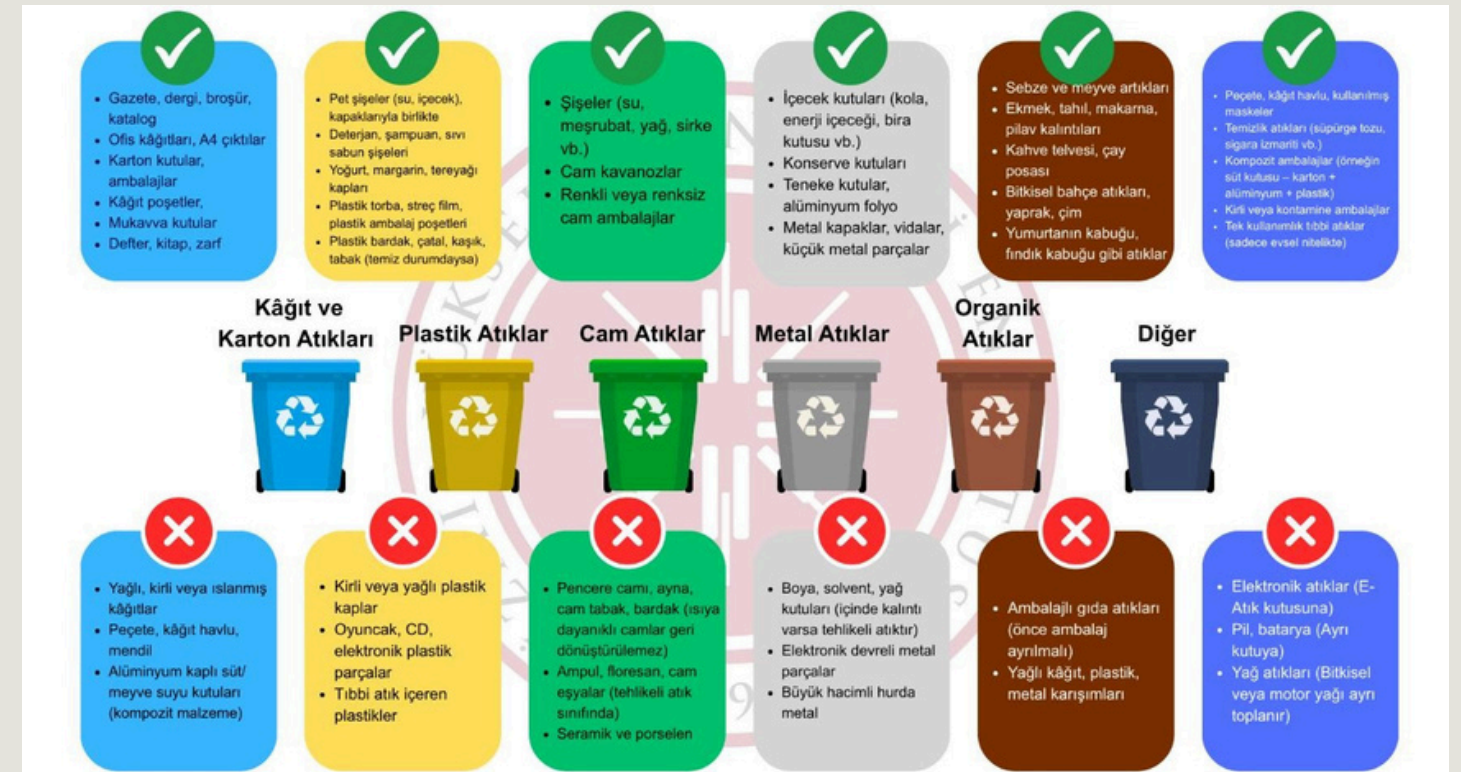 • Gazete, dergi, broşür,
katalog
• Ofis kâğıtları, A4 çıktılar
• Karton kutular,
ambalajlar
• Kâğıt poşetler,
• Mukavva kutular
• Defter, kitap, zarf
• Pet şişeler (su, içecek),
kapaklarıyla birlikte
• Deterjan, şampuan, sıvı
sabun şişeleri
• Yoğurt, margarin, tereyağı
kapları
• Plastik torba, streç film,
plastik ambalaj poşetleri
• Plastik bardak, çatal, kaşık,
tabak (temiz durumdaysa)
• Şişeler (su,
meşrubat, yağ, sirke
vb.)
• Cam kavanozlar
• Renkli veya renksiz
cam ambalajlar
• İçecek kutuları (kola,
enerji içeceği, bira
kutusu vb.)
• Konserve kutuları
• Teneke kutular,
alüminyum folyo
• Metal kapaklar, vidalar,
küçük metal parçalar
• Sebze ve meyve artıkları
• Ekmek, tahıl, makarna,
pilav kalıntıları
• Kahve telvesi, çay
posası
• Bitkisel bahçe atıkları,
yaprak, çim
• Yumurtanın kabuğu,
fındık kabuğu gibi atıklar
• Peçete, kâğıt havlu, kullanılmış
maskeler
• Temizlik atıkları (süpürge tozu,
sigara izmariti vb.)
• Kompozit ambalajlar (örneğin
süt kutusu – karton +
alüminyum + plastik)
• Kirli veya kontamine ambalajlar
• Tek kullanımlık tıbbi atıklar
(sadece evsel nitelikte)
Kâğıt ve
Karton Atıkları
Plastik Atıklar
Cam Atıklar
Metal Atıklar
Organik
Atıklar
Diğer
• Yağlı, kirli veya ıslanmış
kâğıtlar
• Peçete, kâğıt havlu,
mendil
• Alüminyum kaplı süt/
meyve suyu kutuları
(kompozit malzeme)
• Kirli veya yağlı plastik
kaplar
• Oyuncak, CD,
elektronik plastik
parçalar
• Tıbbi atık içeren
plastikler
• Pencere camı, ayna,
cam tabak, bardak (ısıya
dayanıklı camlar geri
dönüştürülemez)
• Ampul, floresan, cam
eşyalar (tehlikeli atık
sınıfında)
• Seramik ve porselen
• Boya, solvent, yağ
kutuları (içinde kalıntı
varsa tehlikeli atıktır)
• Elektronik devreli metal
parçalar
• Büyük hacimli hurda
metal
• Ambalajlı gıda atıkları
(önce ambalaj
ayrılmalı)
• Yağlı kâğıt, plastik,
metal karışımları
• Elektronik atıklar (E-
Atık kutusuna)
• Pil, batarya (Ayrı
kutuya)
• Yağ atıkları (Bitkisel
veya motor yağı ayrı
toplanır)